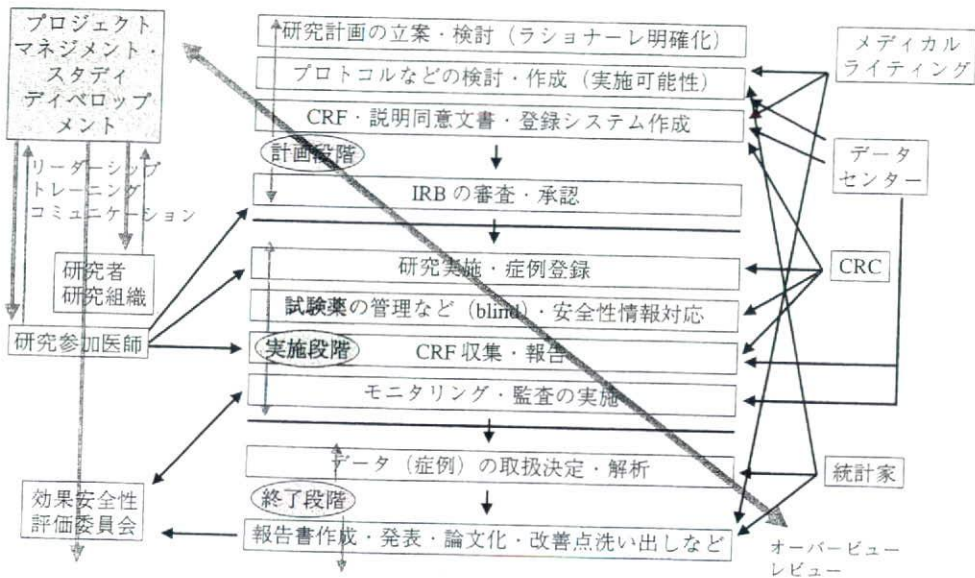 プロジェクト
マネジメント・
スタディ
ディベロップ
メント
リーダーシップ
トレーニング
コミュニケーション
研究者
研究組織
研究参加医師
効果安全性
評価委員会
研究計画の立案・検討（ラショナーレ明確化）
プロトコルなどの検討・作成（実施可能性）
CRF・説明同意文書・登録システム作成
計画段階
IRBの審査・承認
研究実施・症例登録
試験薬の管理など（blind）・安全性情報対応
実施段階
CRF収集・報告
モニタリング・監査の実施
データ（症例）の取扱決定・解析
終了段階
報告書作成・発表・論文化・改善点洗い出しなど
メディカル
ライティング
データ
センター
CRC
統計家
オーバービュー
レビュー